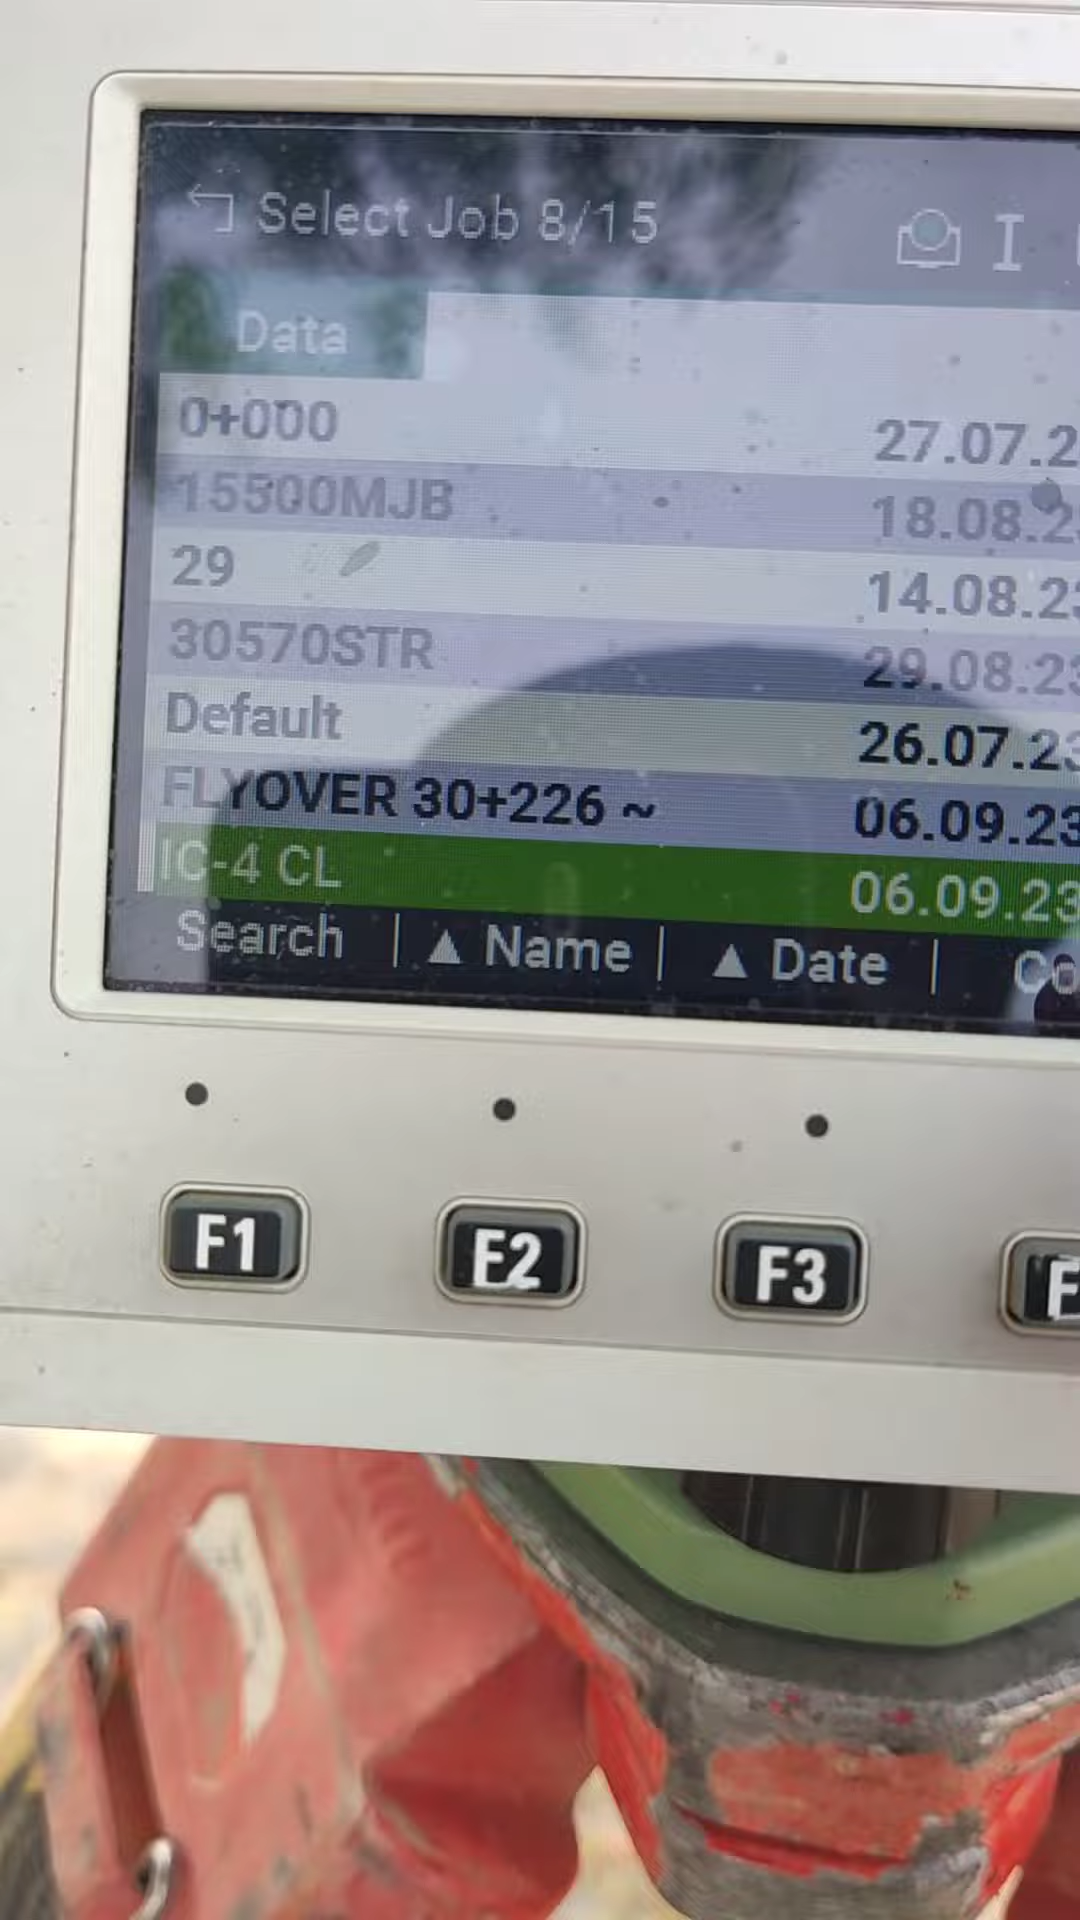 Select Job 8/15
Data
0+000 27.07.2
15500MJB 18.08.2
29 14.08.23
30570STR 29.08.23
Default 26.07.23
FLYOVER 30+226 ~ 06.09.23
IC-4 CL 06.09.23
Search | ▲ Name | ▲ Date | Co
F1 F2 F3 F